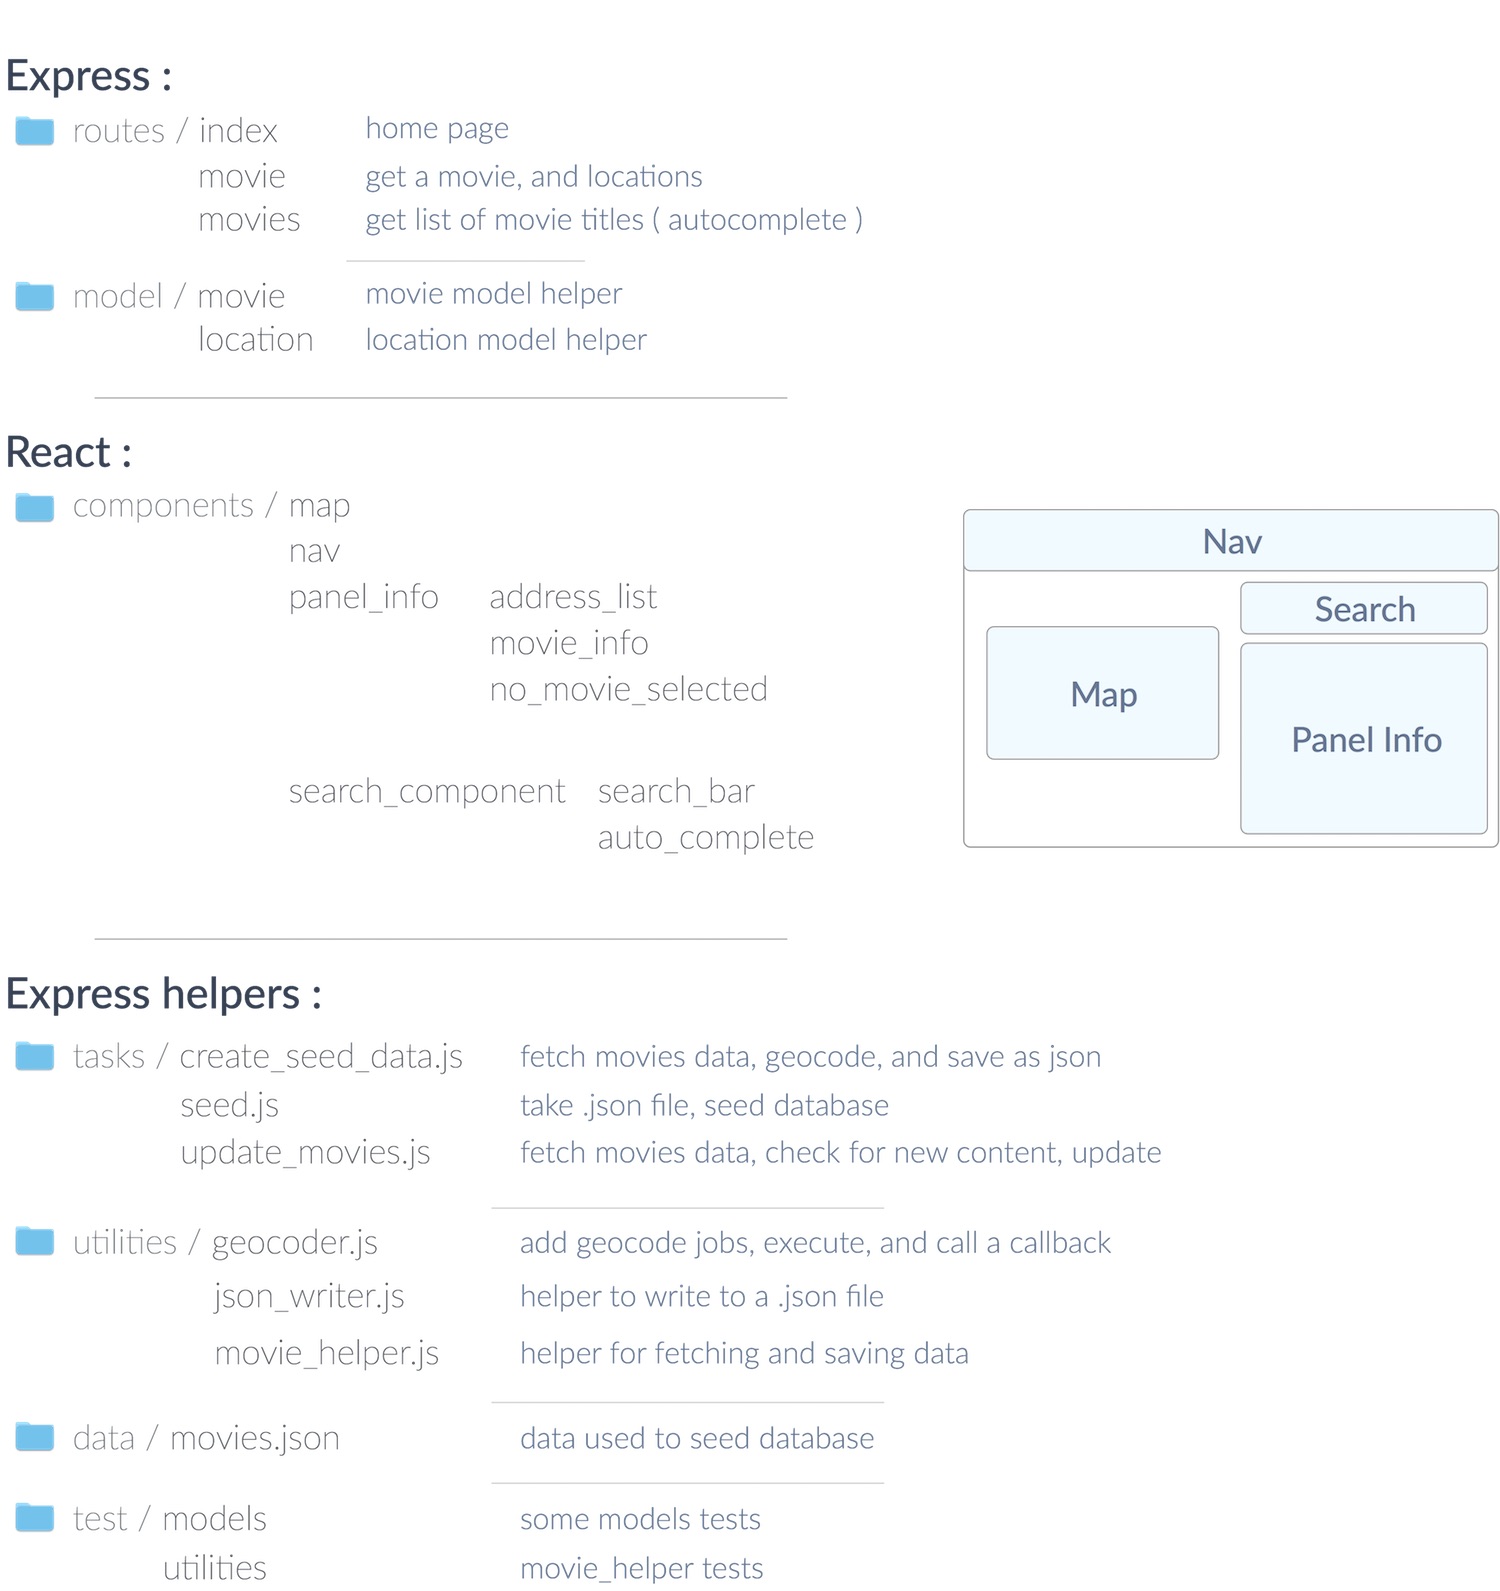 Express :
routes / index home page
movie get a movie, and locations
movies get list of movie titles ( autocomplete )
model / movie movie model helper
location location model helper
React :
components / map
nav
panel_info address_list
movie_info
no_movie_selected
search_component search_bar
auto_complete
Nav
Search
Map
Panel Info
Express helpers :
tasks / create_seed_data.js fetch movies data, geocode, and save as json
seed.js take .json file, seed database
update_movies.js fetch movies data, check for new content, update
utilities / geocoder.js add geocode jobs, execute, and call a callback
json_writer.js helper to write to a .json file
movie_helper.js helper for fetching and saving data
data / movies.json data used to seed database
test / models some models tests
utilities movie_helper tests